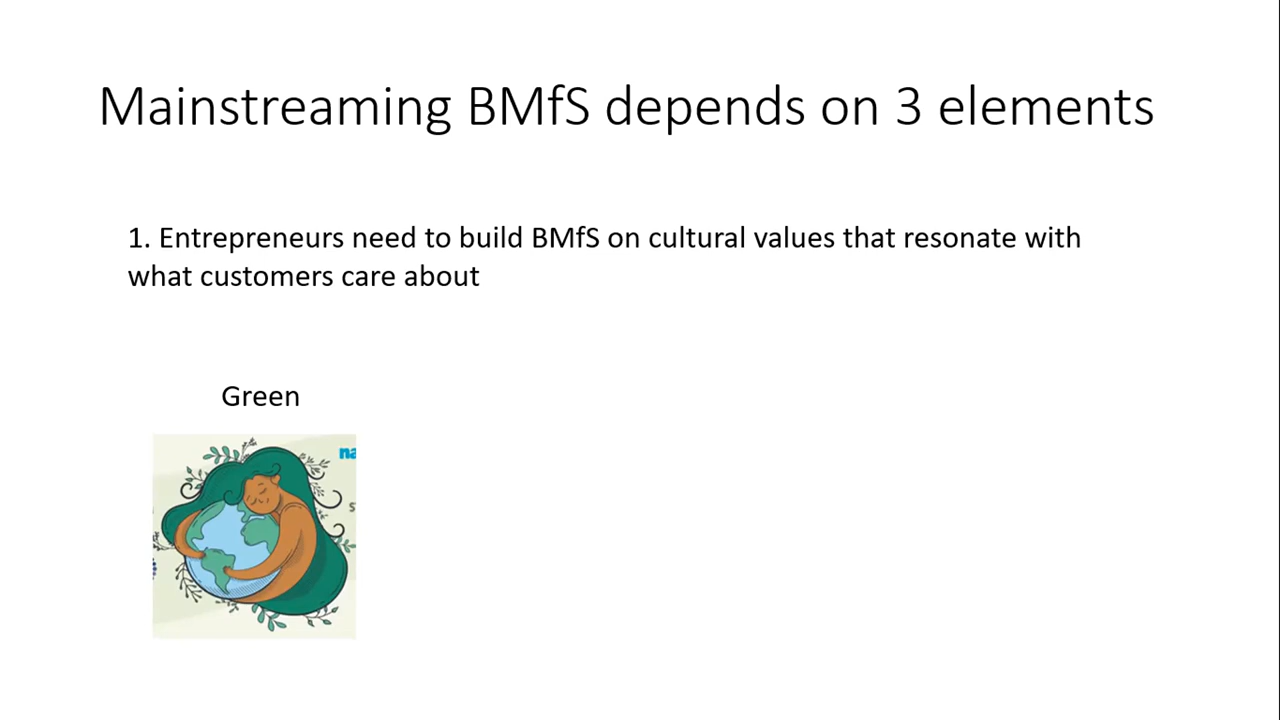 Mainstreaming BMfS depends on 3 elements
1. Entrepreneurs need to build BMfS on cultural values that resonate with
what customers care about
Green
na